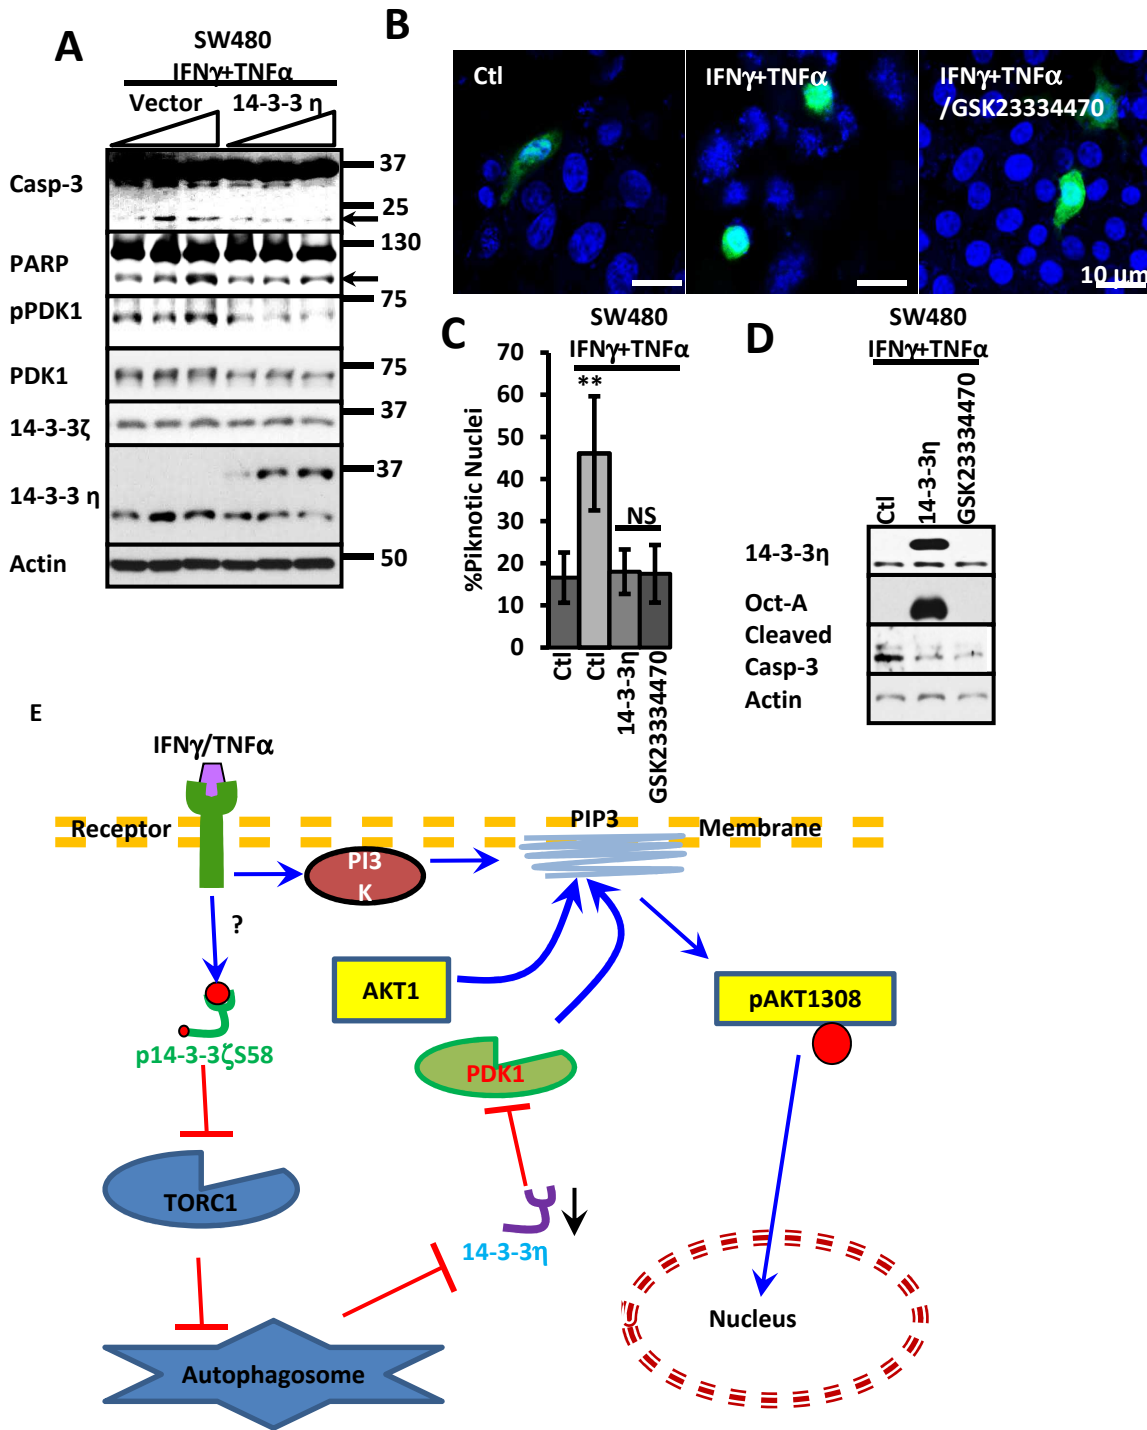 A
SW480
IFNγ+TNFα
Vector 14-3-3 η
Casp-3
37
25
PARP
130
pPDK1
75
PDK1
75
14-3-3ζ
37
14-3-3 η
37
Actin
50
B
Ctl
IFNγ+TNFα
IFNγ+TNFα
/GSK23334470
10 µm
C
SW480
IFNγ+TNFα
%Piknotic Nuclei
70
60
50
40
30
20
10
0
**
NS
Ctl
Ctl
14-3-3η
GSK23334470
D
SW480
IFNγ+TNFα
Ctl
14-3-3η
GSK23334470
14-3-3η
Oct-A
Cleaved
Casp-3
Actin
E
IFNγ/TNFα
Receptor
PIP3
Membrane
PI3
K
?
AKT1
pAKT1308
p14-3-3ζS58
PDK1
TORC1
14-3-3η
Autophagosome
Nucleus